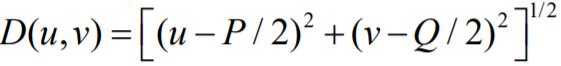 D(u,v) = [(u − P / 2)² + (v − Q / 2)²]^{1/2}